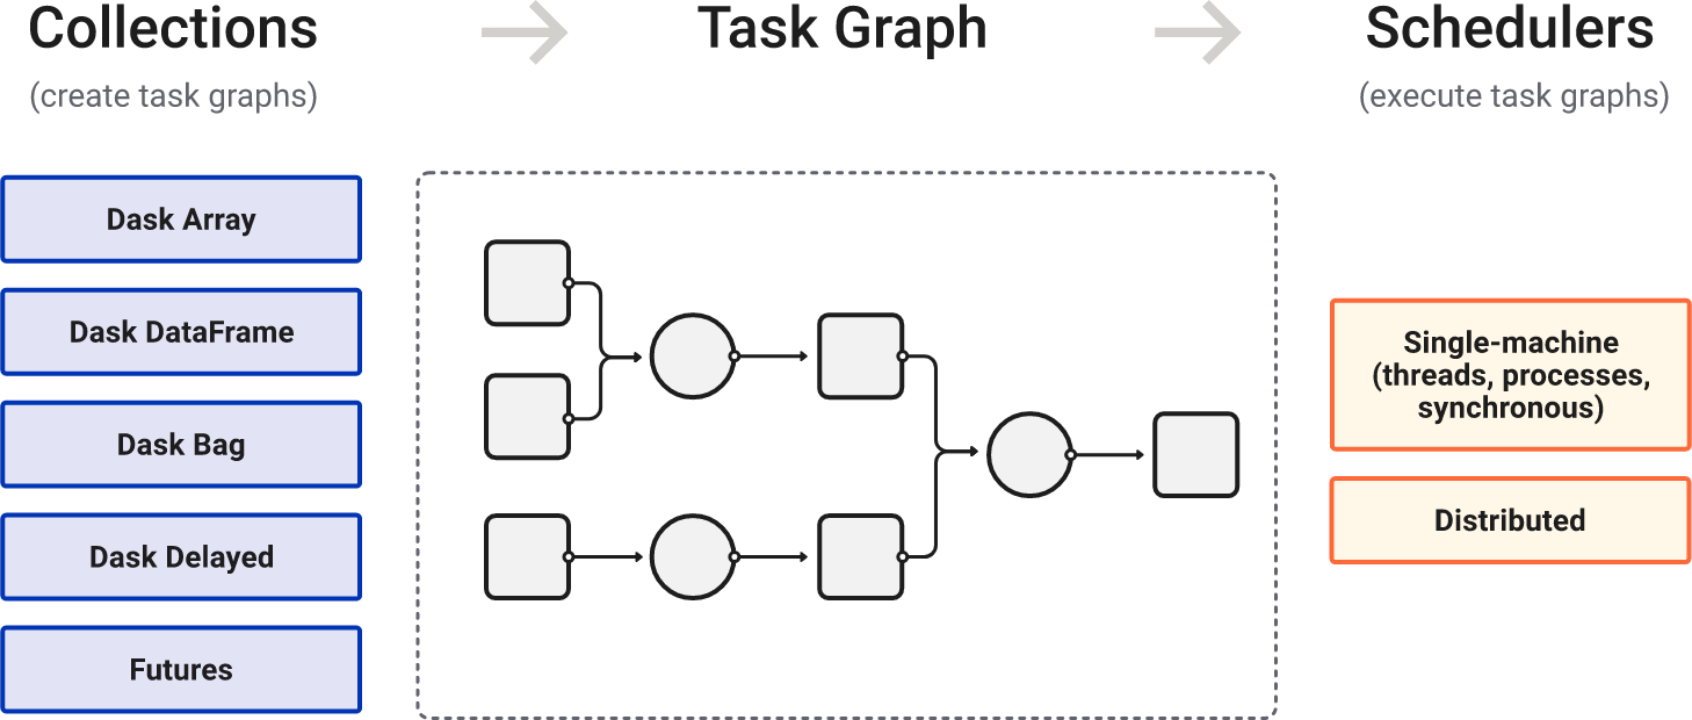 Collections
Task Graph
Schedulers
(create task graphs)
(execute task graphs)
Dask Array
Dask DataFrame
Dask Bag
Dask Delayed
Futures
Single-machine
(threads, processes,
synchronous)
Distributed